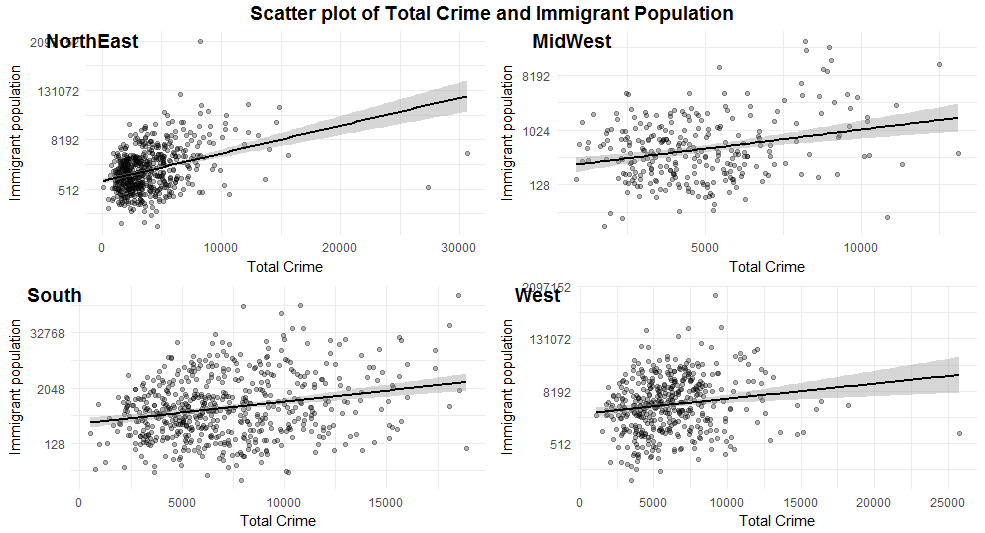 Scatter plot of Total Crime and Immigrant Population
NorthEast
2097152
131072
8192
512
Immigrant population
0 10000 20000 30000
Total Crime
MidWest
8192
1024
128
Immigrant population
5000 10000
Total Crime
South
32768
2048
128
Immigrant population
0 5000 10000 15000
Total Crime
West
2097152
131072
8192
512
Immigrant population
0 5000 10000 15000 20000 25000
Total Crime